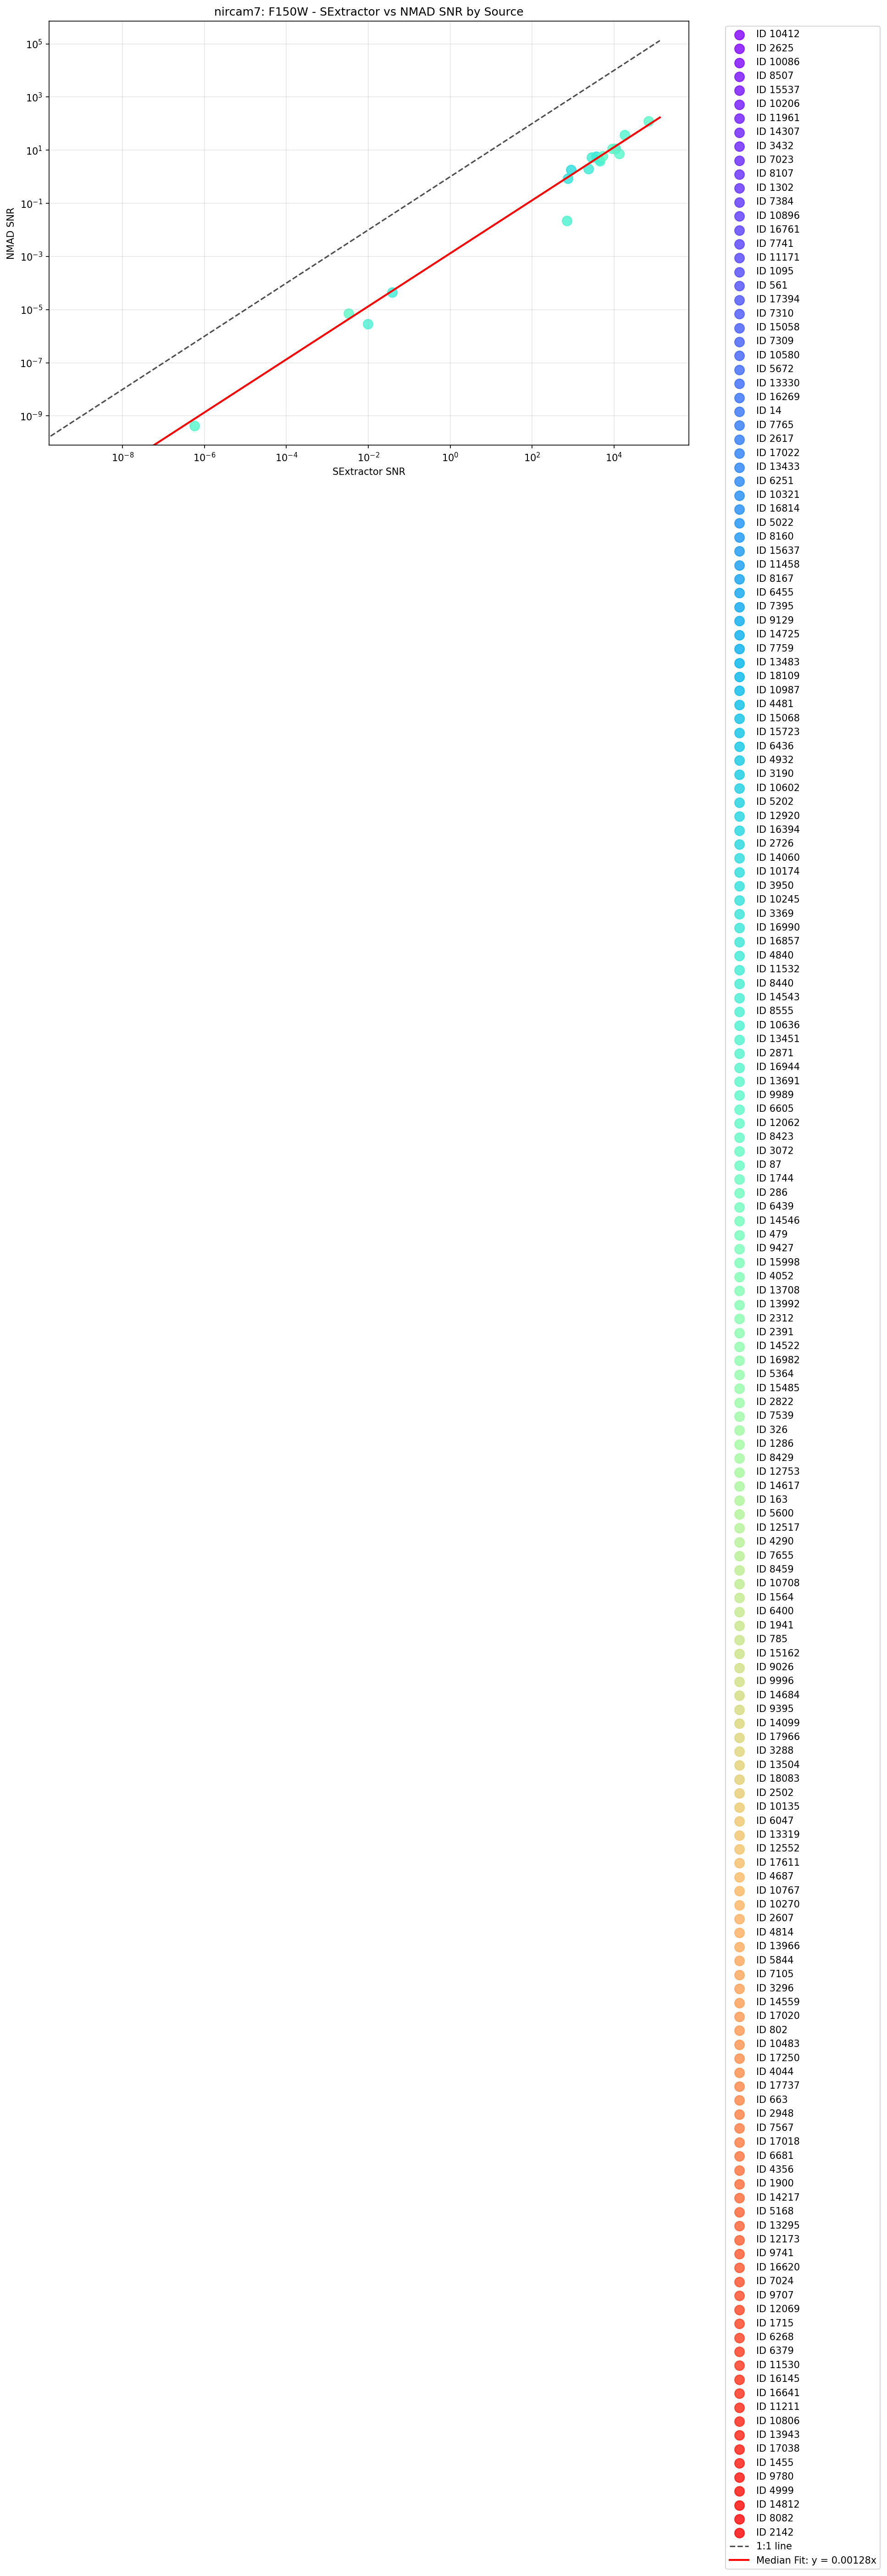 nircam7: F150W - SExtractor vs NMAD SNR by Source
NMAD SNR
10⁵
10³
10¹
10⁻¹
10⁻³
10⁻⁵
10⁻⁷
10⁻⁹
10⁻⁸
10⁻⁶
10⁻⁴
10⁻²
10⁰
10²
10⁴
SExtractor SNR
ID 10412
ID 2625
ID 10086
ID 8507
ID 15537
ID 10206
ID 11961
ID 14307
ID 3432
ID 7023
ID 8107
ID 1302
ID 7384
ID 10896
ID 16761
ID 7741
ID 11171
ID 1095
ID 561
ID 17394
ID 7310
ID 15058
ID 7309
ID 10580
ID 5672
ID 13330
ID 16269
ID 14
ID 7765
ID 2617
ID 17022
ID 13433
ID 6251
ID 10321
ID 16814
ID 5022
ID 8160
ID 15637
ID 11458
ID 8167
ID 6455
ID 7395
ID 9129
ID 14725
ID 7759
ID 13483
ID 18109
ID 10987
ID 4481
ID 15068
ID 15723
ID 6436
ID 4932
ID 3190
ID 10602
ID 5202
ID 12920
ID 16394
ID 2726
ID 14060
ID 10174
ID 3950
ID 10245
ID 3369
ID 16990
ID 16857
ID 4840
ID 11532
ID 8440
ID 14543
ID 8555
ID 10636
ID 13451
ID 2871
ID 16944
ID 13691
ID 9989
ID 6605
ID 12062
ID 8423
ID 3072
ID 87
ID 1744
ID 286
ID 6439
ID 14546
ID 479
ID 9427
ID 15998
ID 4052
ID 13708
ID 13992
ID 2312
ID 2391
ID 14522
ID 16982
ID 5364
ID 15485
ID 2822
ID 7539
ID 326
ID 1286
ID 8429
ID 12753
ID 14617
ID 163
ID 5600
ID 12517
ID 4290
ID 7655
ID 8459
ID 10708
ID 1564
ID 6400
ID 1941
ID 785
ID 15162
ID 9026
ID 9996
ID 14684
ID 9395
ID 14099
ID 17966
ID 3288
ID 13504
ID 18083
ID 2502
ID 10135
ID 6047
ID 13319
ID 12552
ID 17611
ID 4687
ID 10767
ID 10270
ID 2607
ID 4814
ID 13966
ID 5844
ID 7105
ID 3296
ID 14559
ID 17020
ID 802
ID 10483
ID 17250
ID 4044
ID 17737
ID 663
ID 2948
ID 7567
ID 17018
ID 6681
ID 4356
ID 1900
ID 14217
ID 5168
ID 13295
ID 12173
ID 9741
ID 16620
ID 7024
ID 9707
ID 12069
ID 1715
ID 6268
ID 6379
ID 11530
ID 16145
ID 16641
ID 11211
ID 10806
ID 13943
ID 17038
ID 1455
ID 9780
ID 4999
ID 14812
ID 8082
ID 2142
1:1 line
Median Fit: y = 0.00128x